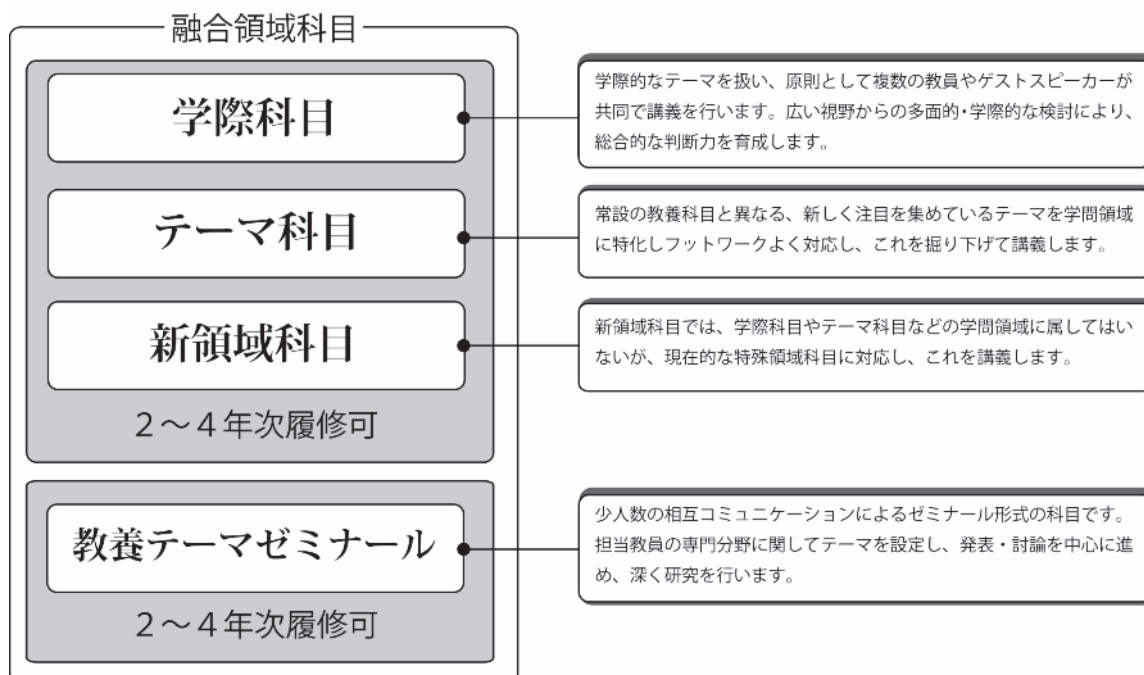 融合領域科目
学際科目
学際的なテーマを扱い、原則として複数の教員やゲストスピーカーが
共同で講義を行います。広い視野からの多面的・学際的な検討により、
総合的な判断力を育成します。
テーマ科目
常設の教養科目と異なる、新しく注目を集めているテーマを学問領域
に特化しフットワークよく対応し、これを掘り下げて講義します。
新領域科目
新領域科目では、学際科目やテーマ科目などの学問領域に属してはい
ないが、現在的な特殊領域科目に対応し、これを講義します。
2〜4年次履修可
教養テーマゼミナール
少人数の相互コミュニケーションによるゼミナール形式の科目です。
担当教員の専門分野に関してテーマを設定し、発表・討論を中心に進
め、深く研究を行います。
2〜4年次履修可